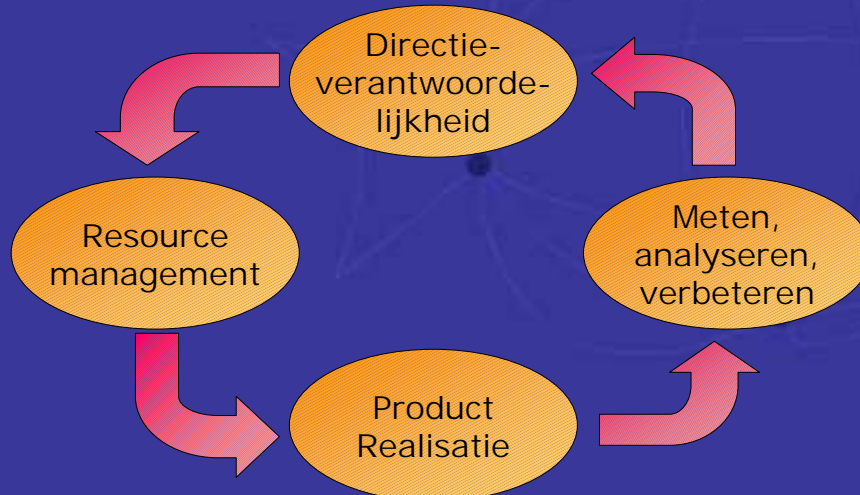 Directie-
verantwoorde-
lijkheid
Resource
management
Meten,
analyseren,
verbeteren
Product
Realisatie